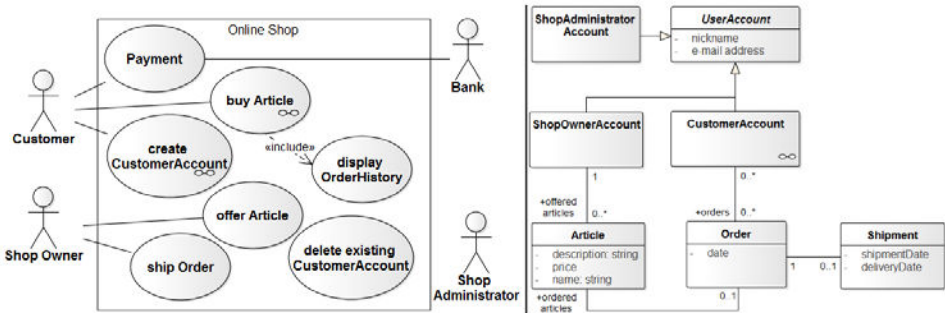 Online Shop
Payment
Bank
buy Article
Customer
«include»
create
CustomerAccount
display
OrderHistory
offer Article
Shop Owner
ship Order
delete existing
CustomerAccount
Shop
Administrator
ShopAdministrator
Account
UserAccount
- nickname
- e-mail address
ShopOwnerAccount
CustomerAccount
1
0..*
+offered
articles
0..*
+orders
0..*
Article
- description: string
- price
- name: string
Order
- date
Shipment
- shipmentDate
- deliveryDate
1
0..1
+ordered
articles
0..1